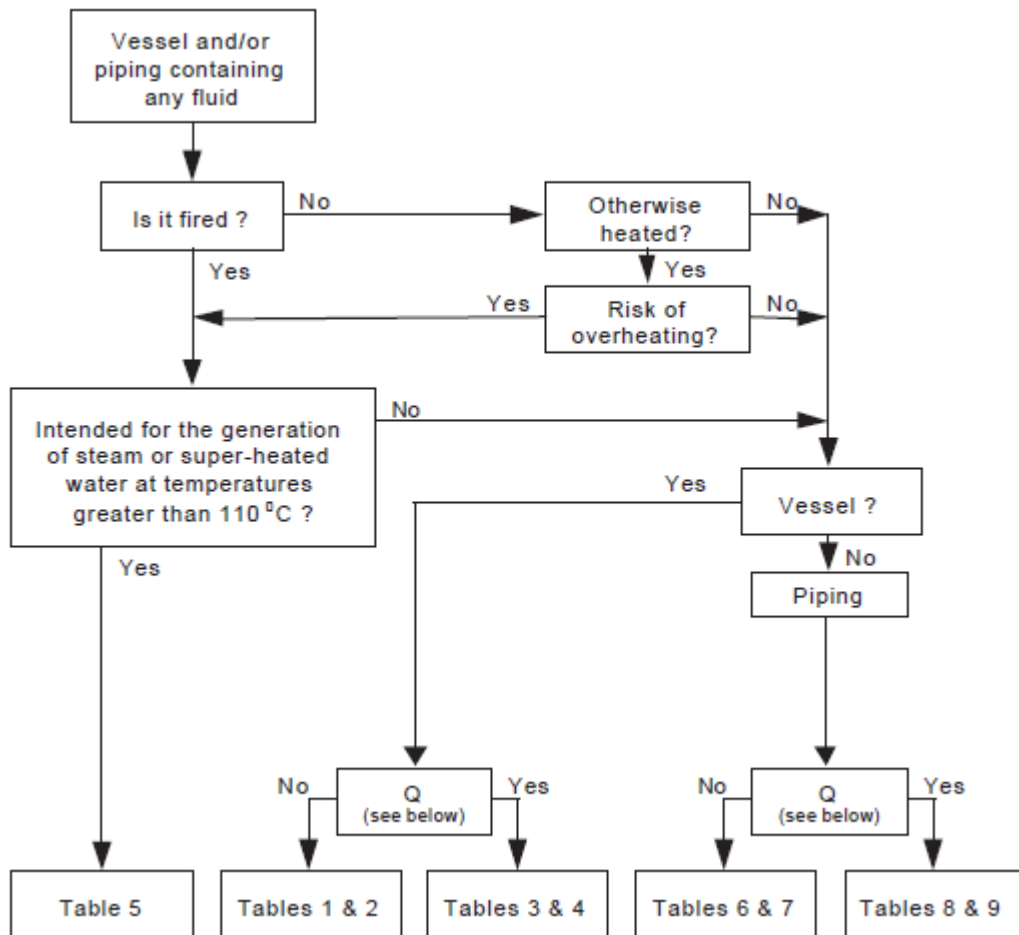 Vessel and/or
piping containing
any fluid
Is it fired ?
No
Otherwise
heated?
No
Yes
Yes
Yes
Risk of
overheating?
No
Intended for the generation
of steam or super-heated
water at temperatures
greater than 110 ⁰C ?
No
Yes
Vessel ?
Yes
No
Piping
No
Q
(see below)
Yes
No
Q
(see below)
Yes
Table 5
Tables 1 & 2
Tables 3 & 4
Tables 6 & 7
Tables 8 & 9